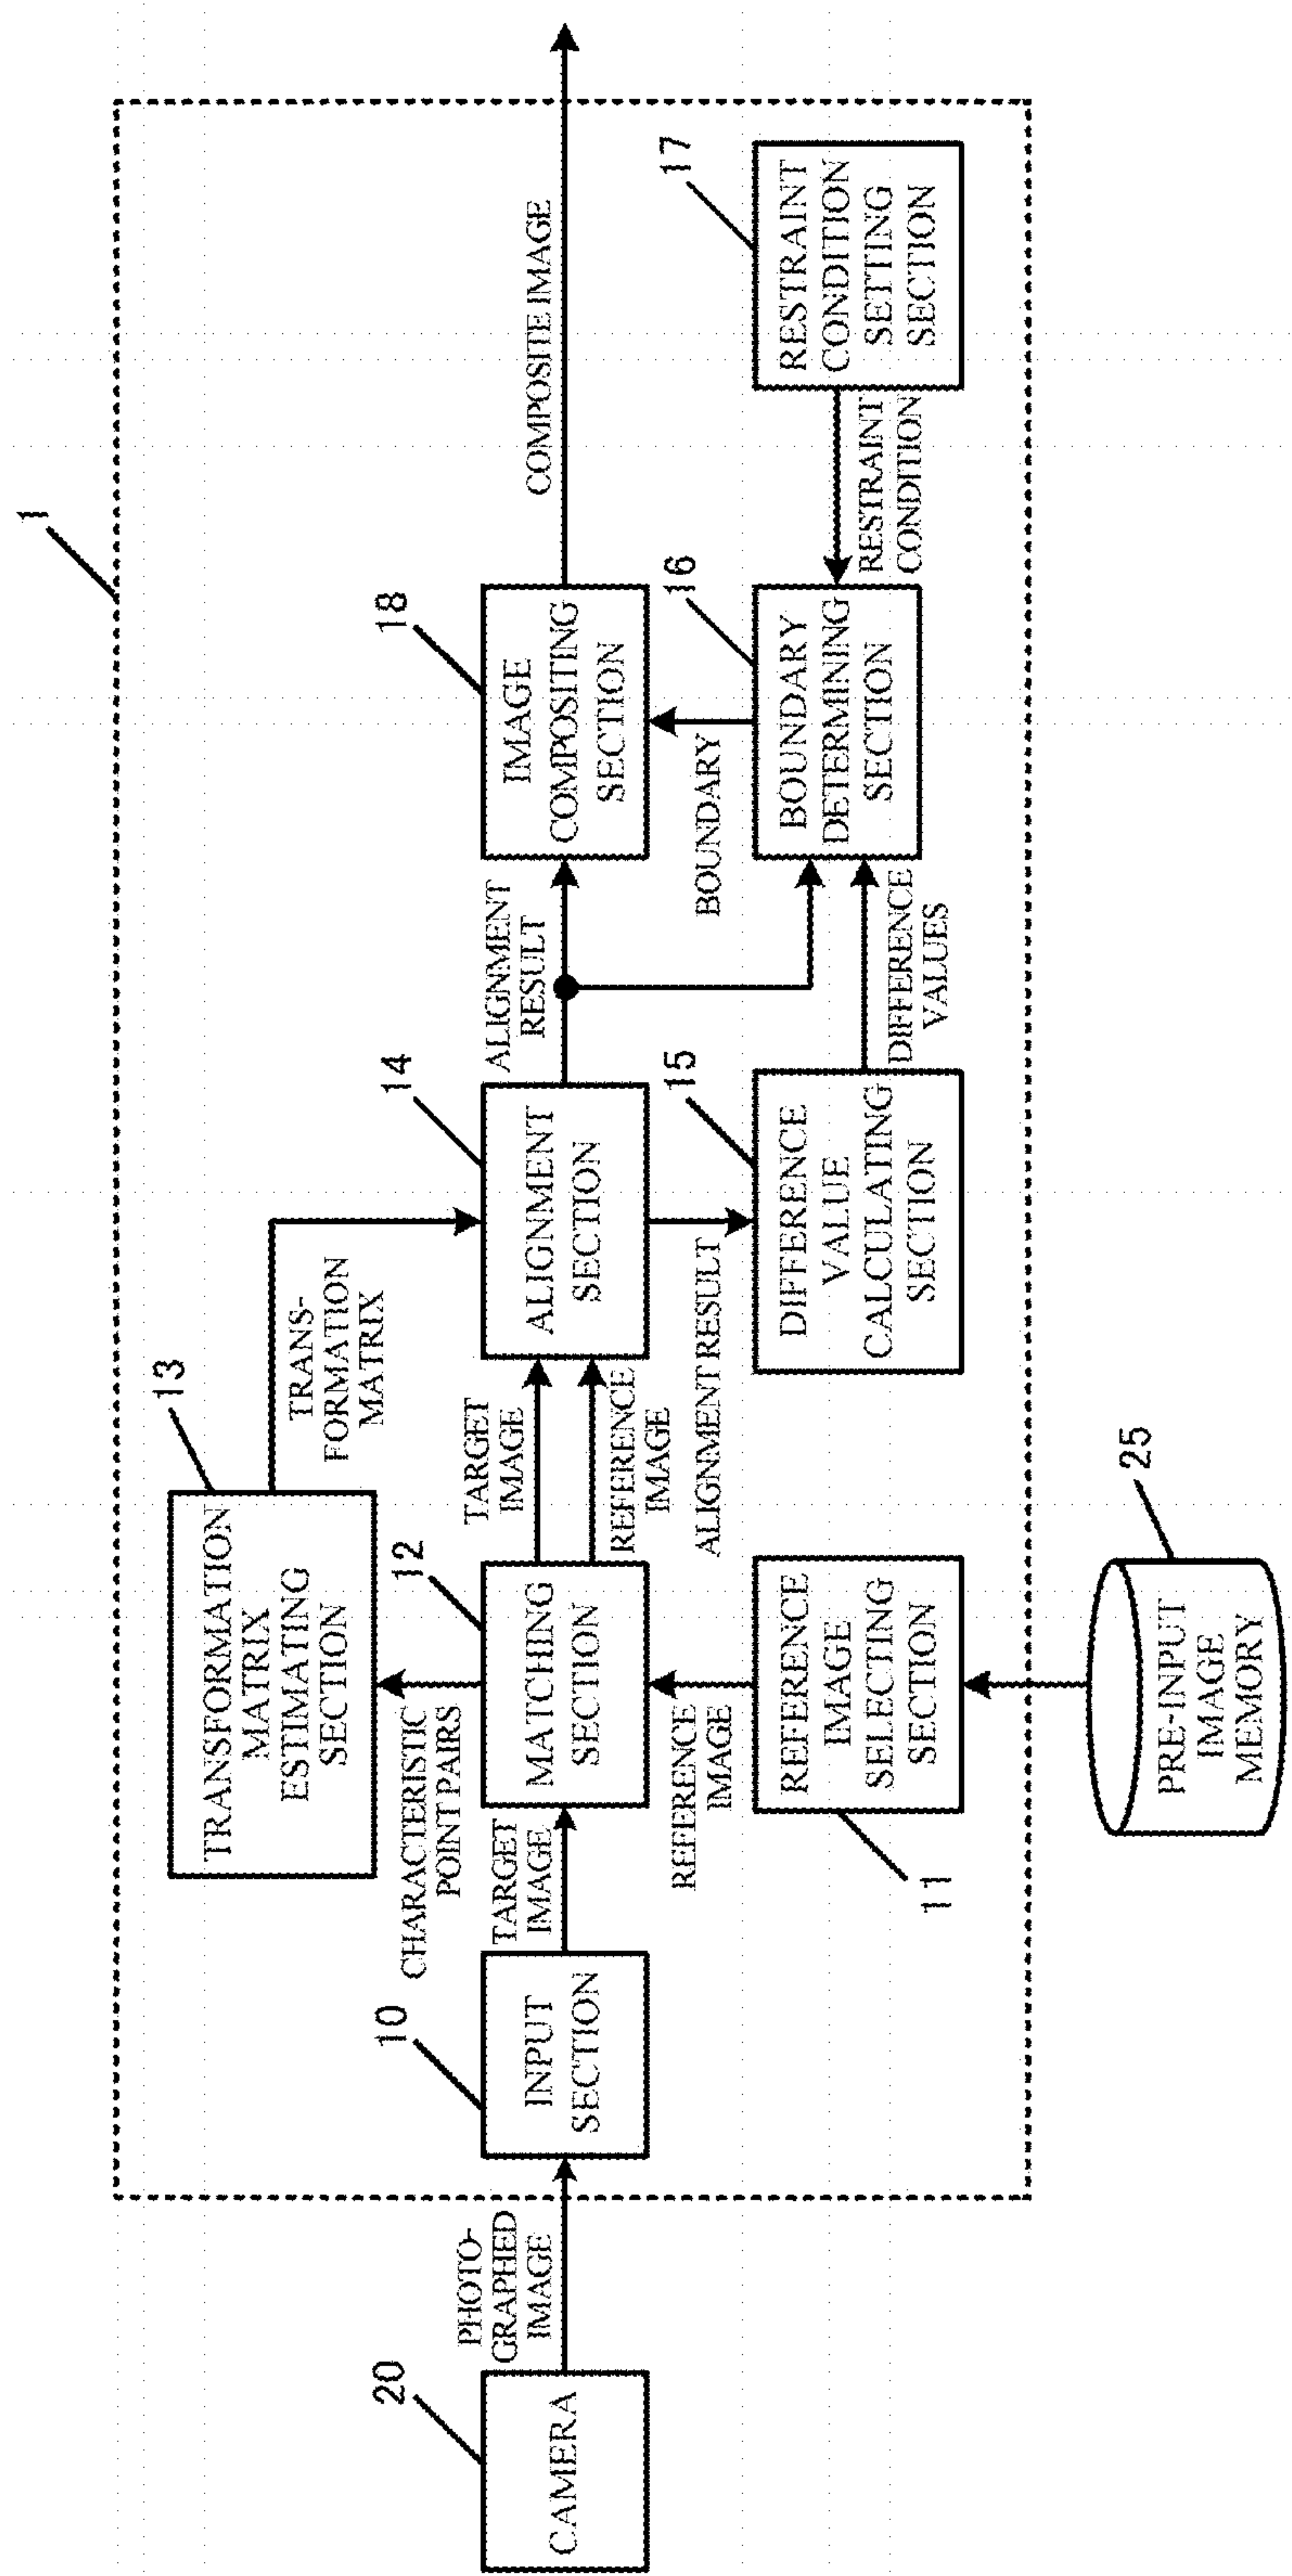 1
20
CAMERA
PHOTO-
GRAPHED
IMAGE
10
INPUT
SECTION
TARGET
IMAGE
13
TRANSFORMATION
MATRIX
ESTIMATING
SECTION
CHARACTERISTIC
POINT PAIRS
12
MATCHING
SECTION
REFERENCE
IMAGE
11
REFERENCE
IMAGE
SELECTING
SECTION
25
PRE-INPUT
IMAGE
MEMORY
TRANS-
FORMATION
MATRIX
TARGET
IMAGE
REFERENCE
IMAGE
14
ALIGNMENT
SECTION
ALIGNMENT RESULT
15
DIFFERENCE
VALUE
CALCULATING
SECTION
ALIGNMENT
RESULT
DIFFERENCE
VALUES
18
IMAGE
COMPOSITING
SECTION
BOUNDARY
16
BOUNDARY
DETERMINING
SECTION
COMPOSITE IMAGE
RESTRAINT
CONDITION
17
RESTRAINT
CONDITION
SETTING
SECTION